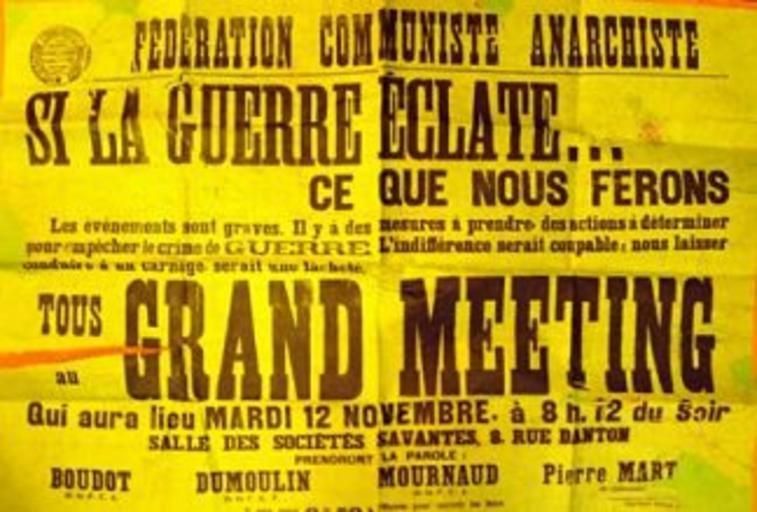 FÉDÉRATION COMMUNISTE ANARCHISTE
SI LA GUERRE ÉCLATE...
CE QUE NOUS FERONS
Les événements sont graves. Il y à des mesures à prendre des actions à déterminer
pour empêcher le crime de GUERRE L'indifférence serait coupable: nous laisser
conduire à un carnage serait une lâcheté.
TOUS
au
GRAND MEETING
Qui aura lieu MARDI 12 NOVEMBRE. à 8 h. 12 du Soir
SALLE DES SOCIÉTÉS SAVANTES, 8. RUE DANTON
PRENDRONT LA PAROLE :
BOUDOT DUMOULIN MOURNAUD Pierre MART